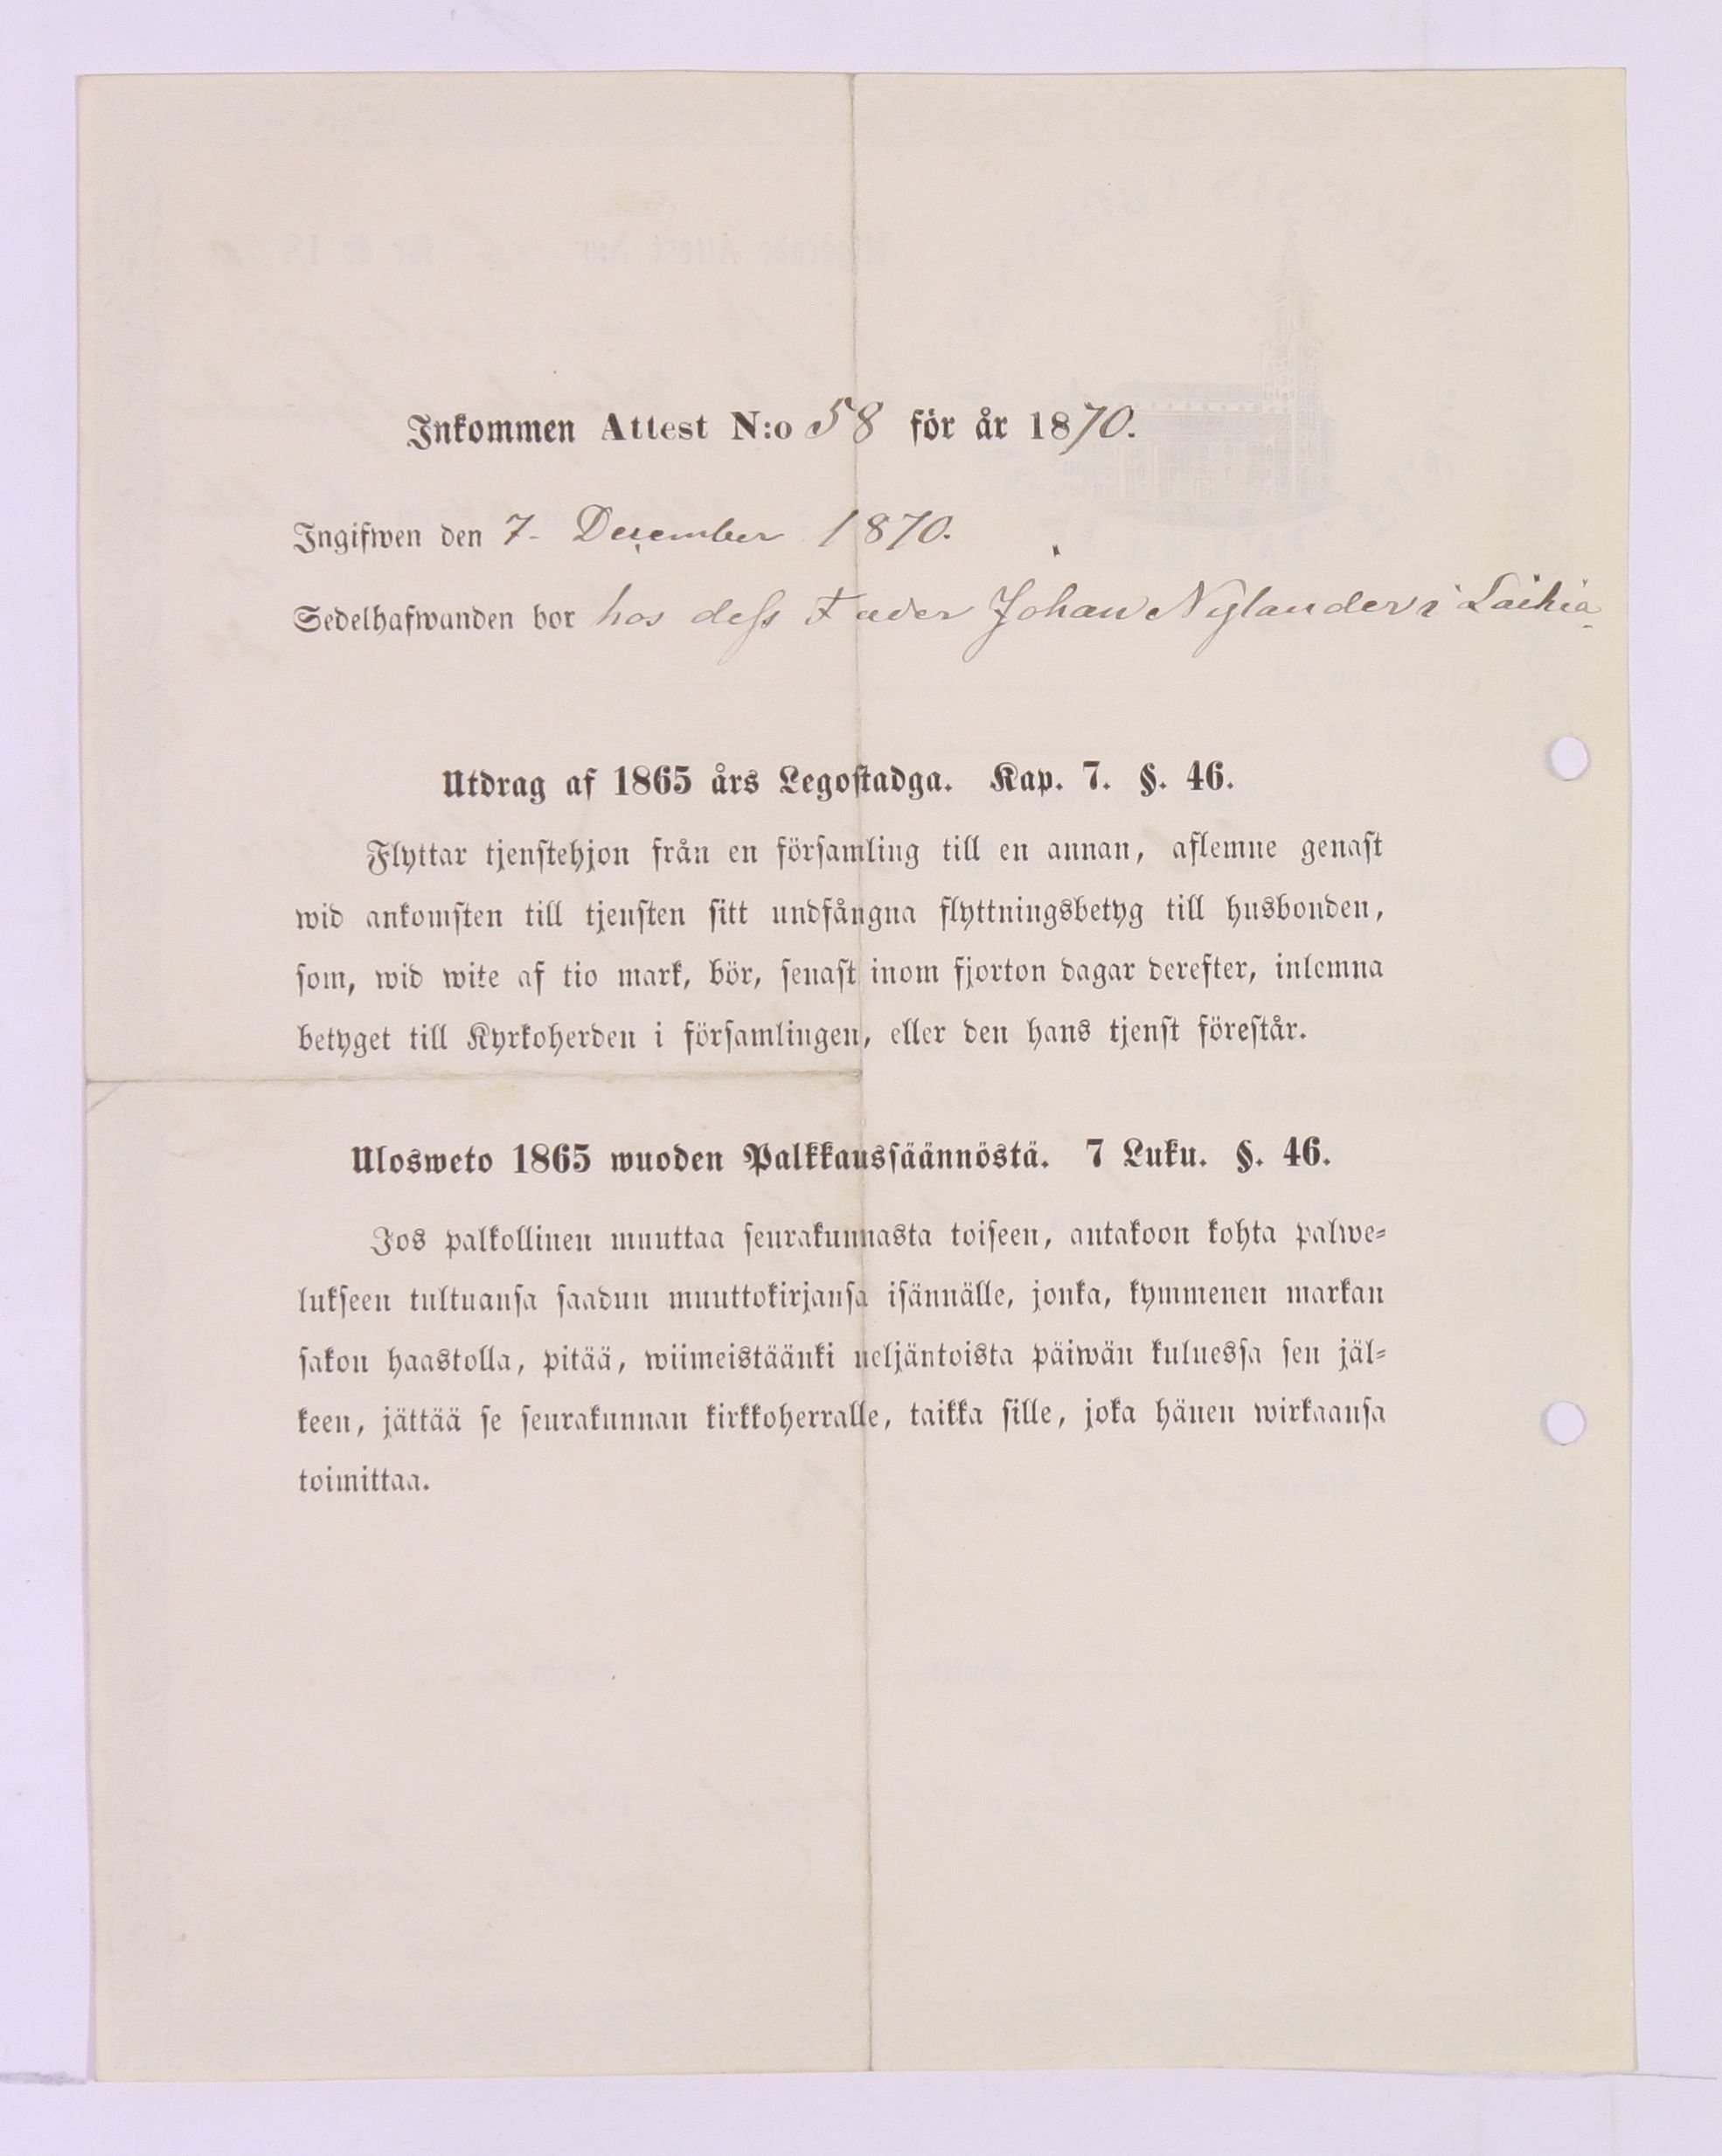 Inkommen Attest N:o 58 för år 1870.
Ingifwen den 7. December 1870.
Sedelhafwanden bor hos dess Fader Johan Nylander i Laihia.
Utdrag af 1865 års Legostadga. Kap. 7. §. 46.
Flyttar tjenstehjon från en församling till en annan, aflemne genast
wid ankomsten till tjensten sitt undfångna flyttningsbetyg till husbonden,
som, wid wite af tio mark, bör, senast inom fjorton dagar derefter, inlemna
betyget till Kyrkoherden i församlingen, eller den hans tjenst förestår.
Ulosweto 1865 wuoden Palkkaussäännöstä. 7 Luku. §. 46.
Jos palkollinen muuttaa seurakunnasta toiseen, antakoon kohta palwe-
lukseen tultuansa saadun muuttokirjansa isännälle, jonka, kymmenen markan
sakon haastolla, pitää, wiimeistäänki neljäntoista päiwän kuluessa sen jäl-
keen, jättää se seurakunnan kirkkoherralle, taikka sille, joka hänen wirkaansa
toimittaa.